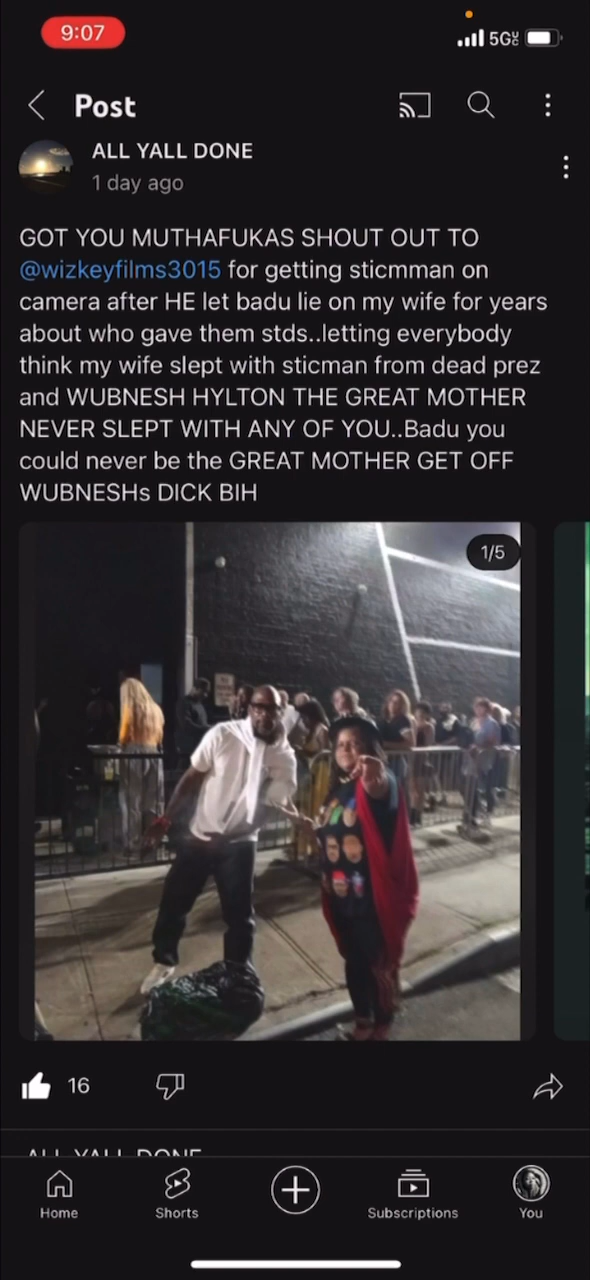 9:07
5G
Post
ALL YALL DONE
1 day ago
GOT YOU MUTHAFUKAS SHOUT OUT TO
@wizkeyfilms3015 for getting sticmman on
camera after HE let badu lie on my wife for years
about who gave them stds..letting everybody
think my wife slept with sticman from dead prez
and WUBNESH HYLTON THE GREAT MOTHER
NEVER SLEPT WITH ANY OF YOU..Badu you
could never be the GREAT MOTHER GET OFF
WUBNESHs DICK BIH
1/5
16
ALL YALL DONE
Home
Shorts
Subscriptions
You